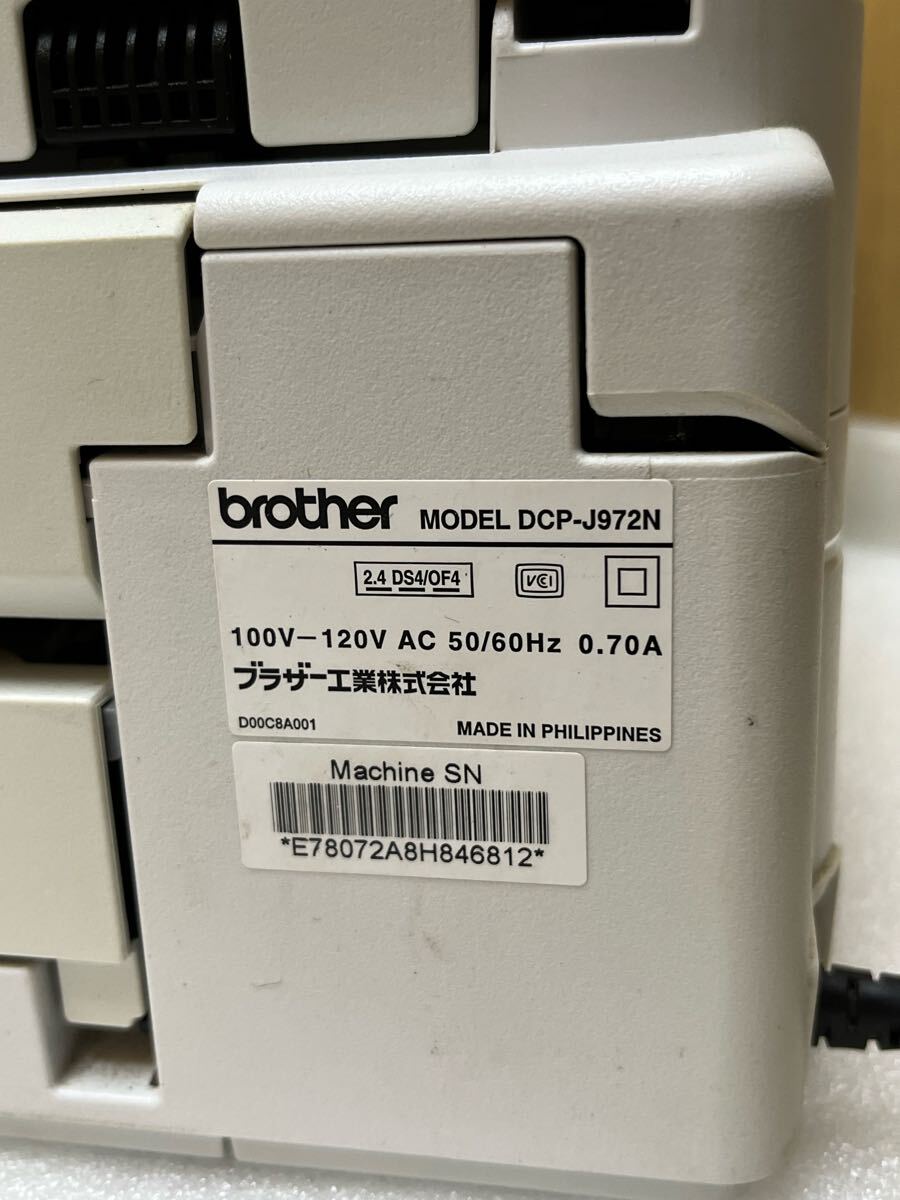 brother MODEL DCP-J972N
2.4 DS4/OF4 VCI
100V-120V AC 50/60Hz 0.70A
ブラザー工業株式会社
D00C8A001 MADE IN PHILIPPINES
Machine SN
*E78072A8H846812*